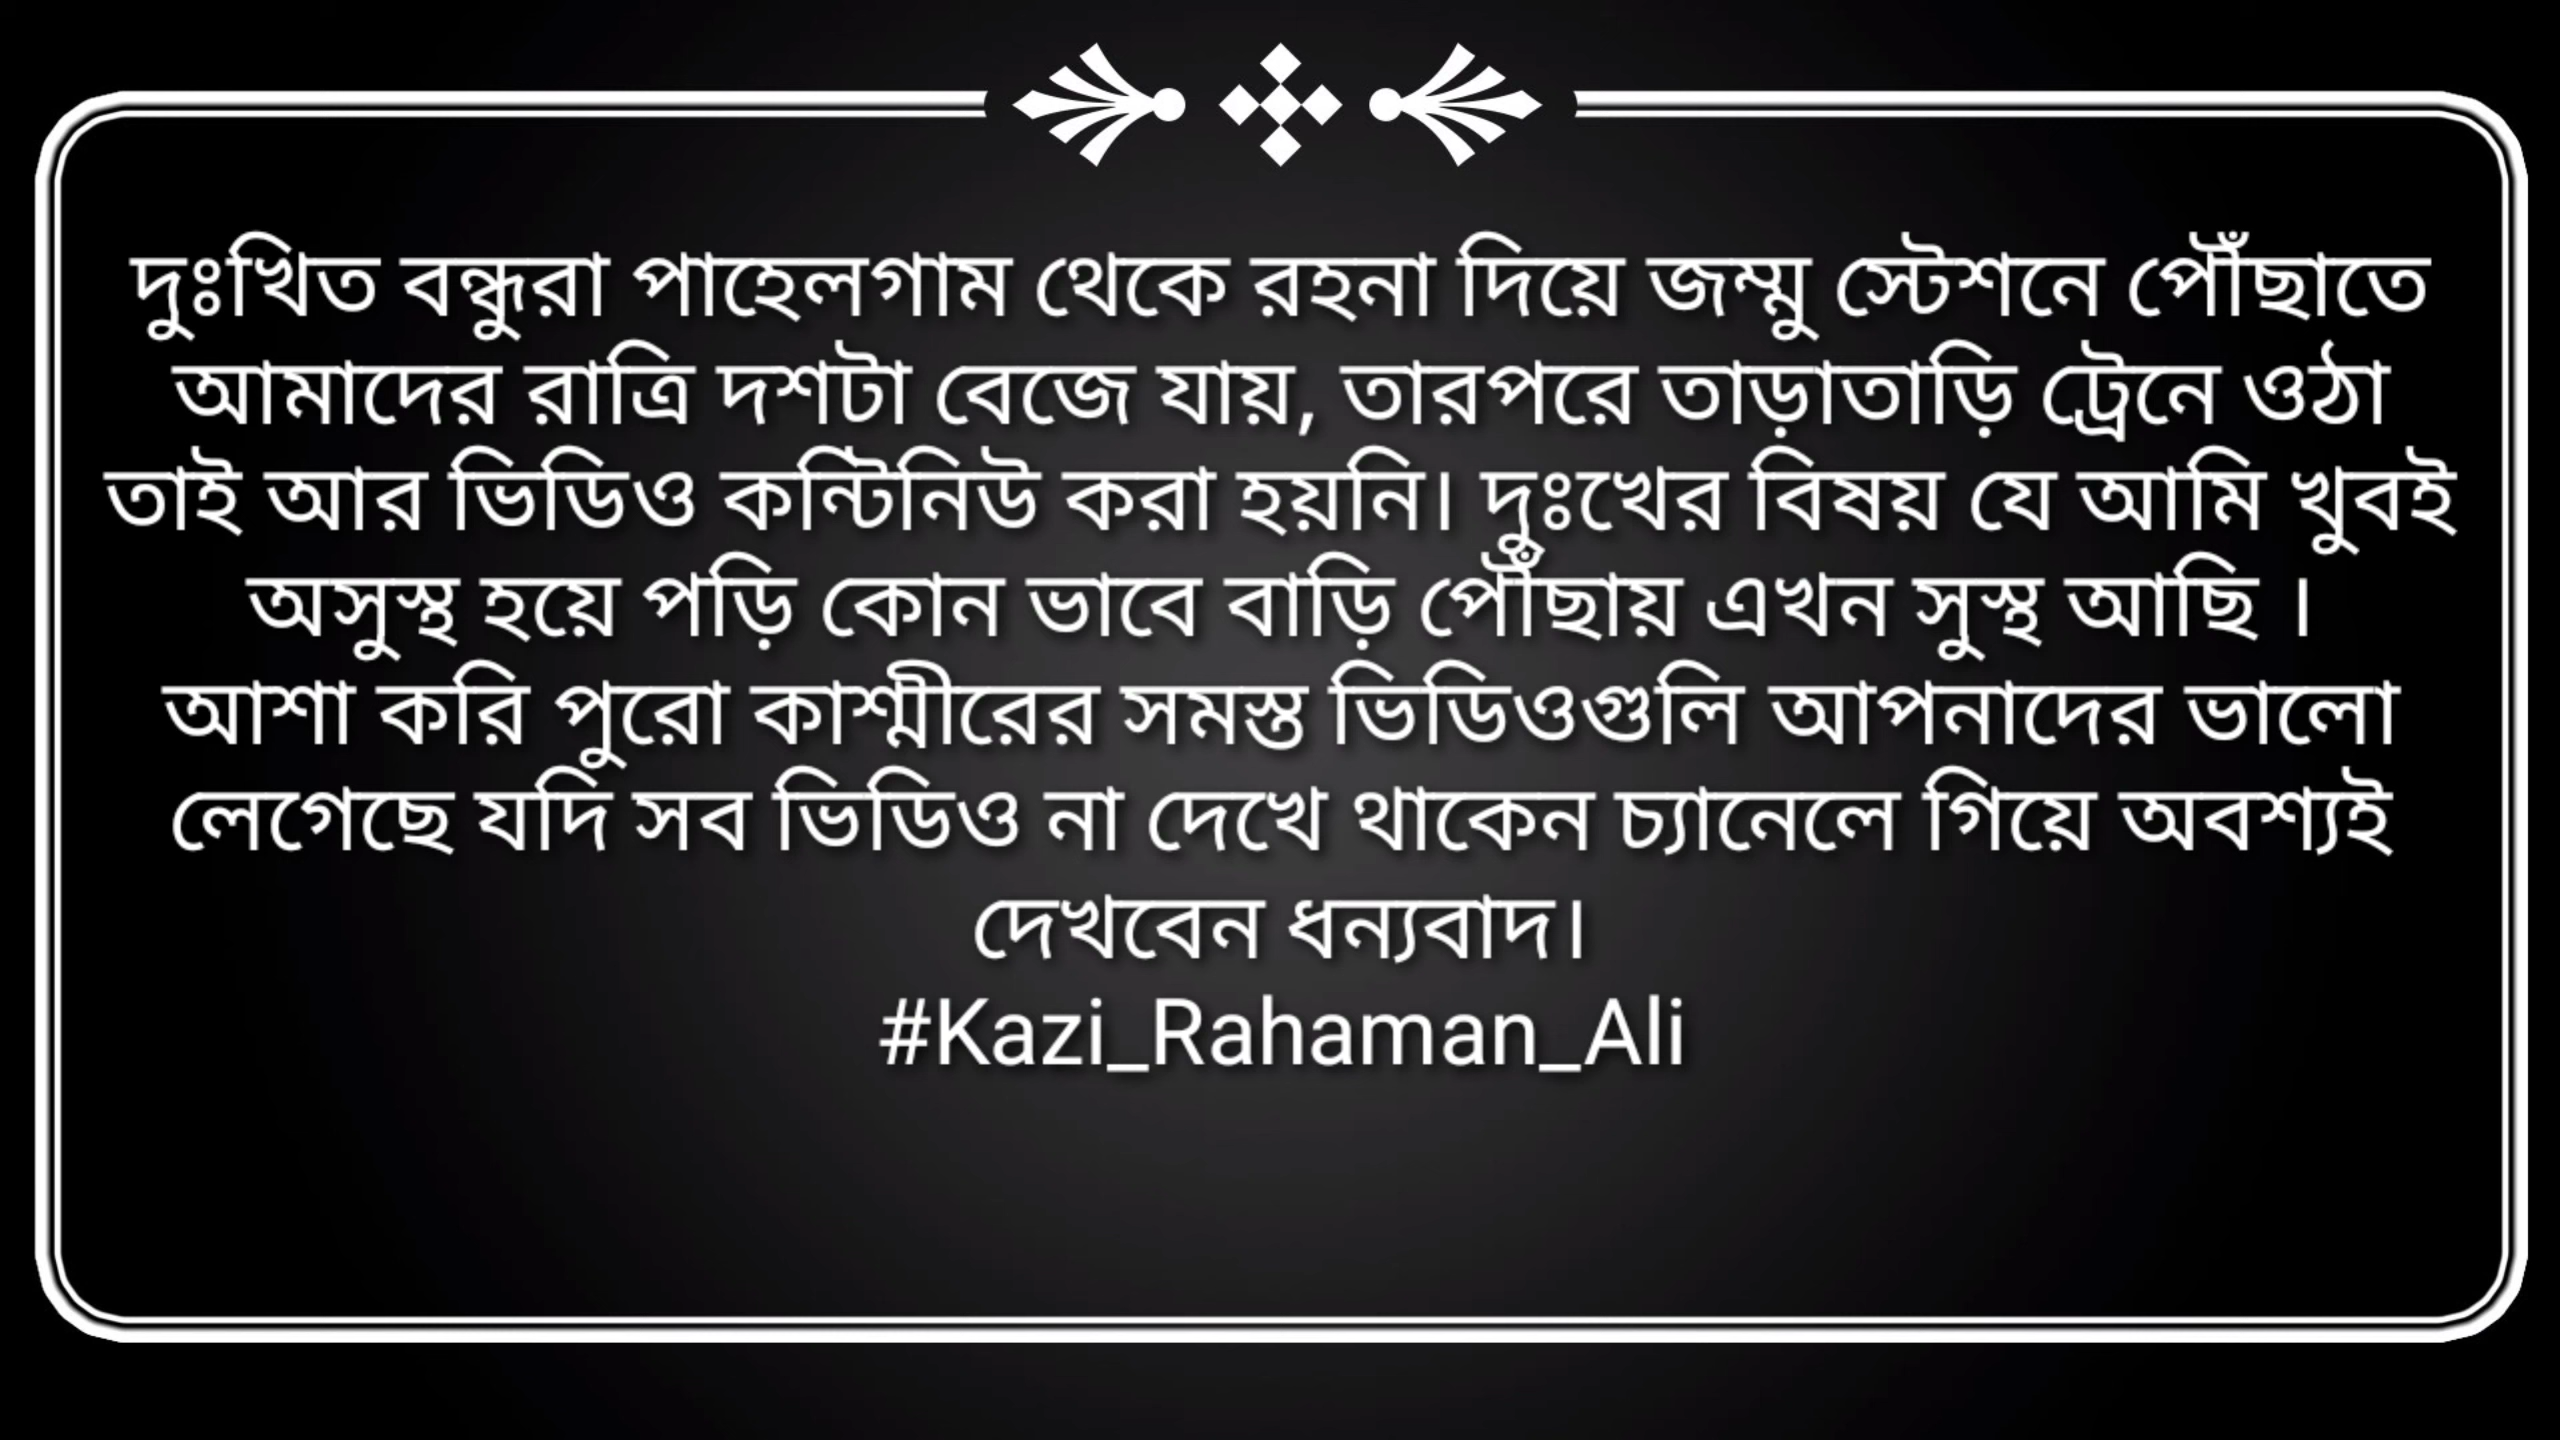 দুঃখিত বন্ধুরা পাহেলগাম থেকে রহনা দিয়ে জম্মু স্টেশনে পৌঁছাতে
আমাদের রাত্রি দশটা বেজে যায়, তারপরে তাড়াতাড়ি ট্রেনে ওঠা
তাই আর ভিডিও কন্টিনিউ করা হয়নি। দুঃখের বিষয় যে আমি খুবই
অসুস্থ হয়ে পড়ি কোন ভাবে বাড়ি পৌঁছায় এখন সুস্থ আছি ।
আশা করি পুরো কাশ্মীরের সমস্ত ভিডিওগুলি আপনাদের ভালো
লেগেছে যদি সব ভিডিও না দেখে থাকেন চ্যানেলে গিয়ে অবশ্যই
দেখবেন ধন্যবাদ।
#Kazi_Rahaman_Ali